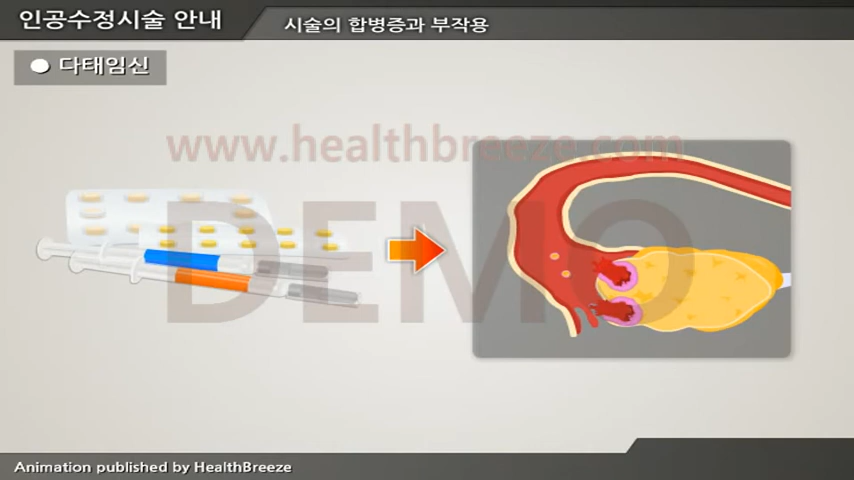 인공수정시술 안내
시술의 합병증과 부작용
다태임신
www.healthbreeze.com
DEMO
Animation published by HealthBreeze